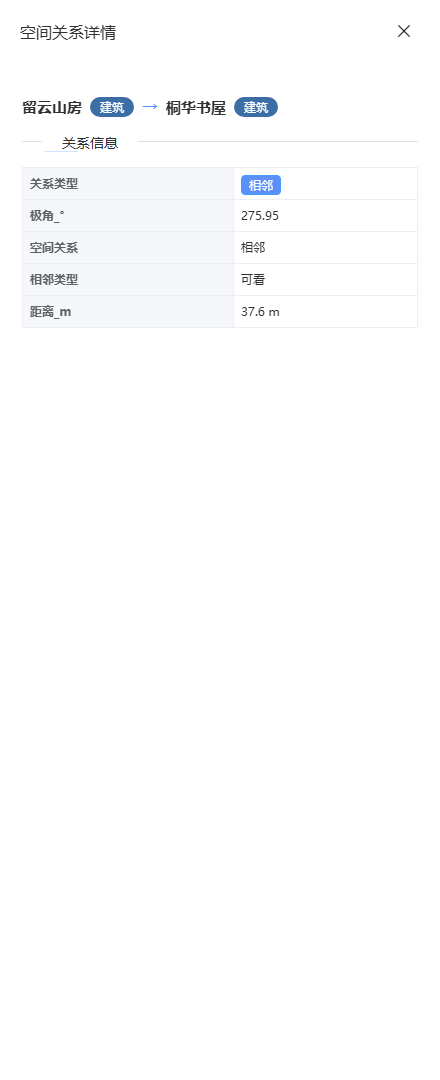 空间关系详情
留云山房 建筑 → 桐华书屋 建筑
关系信息
关系类型 相邻
极角_° 275.95
空间关系 相邻
相邻类型 可看
距离_m 37.6 m